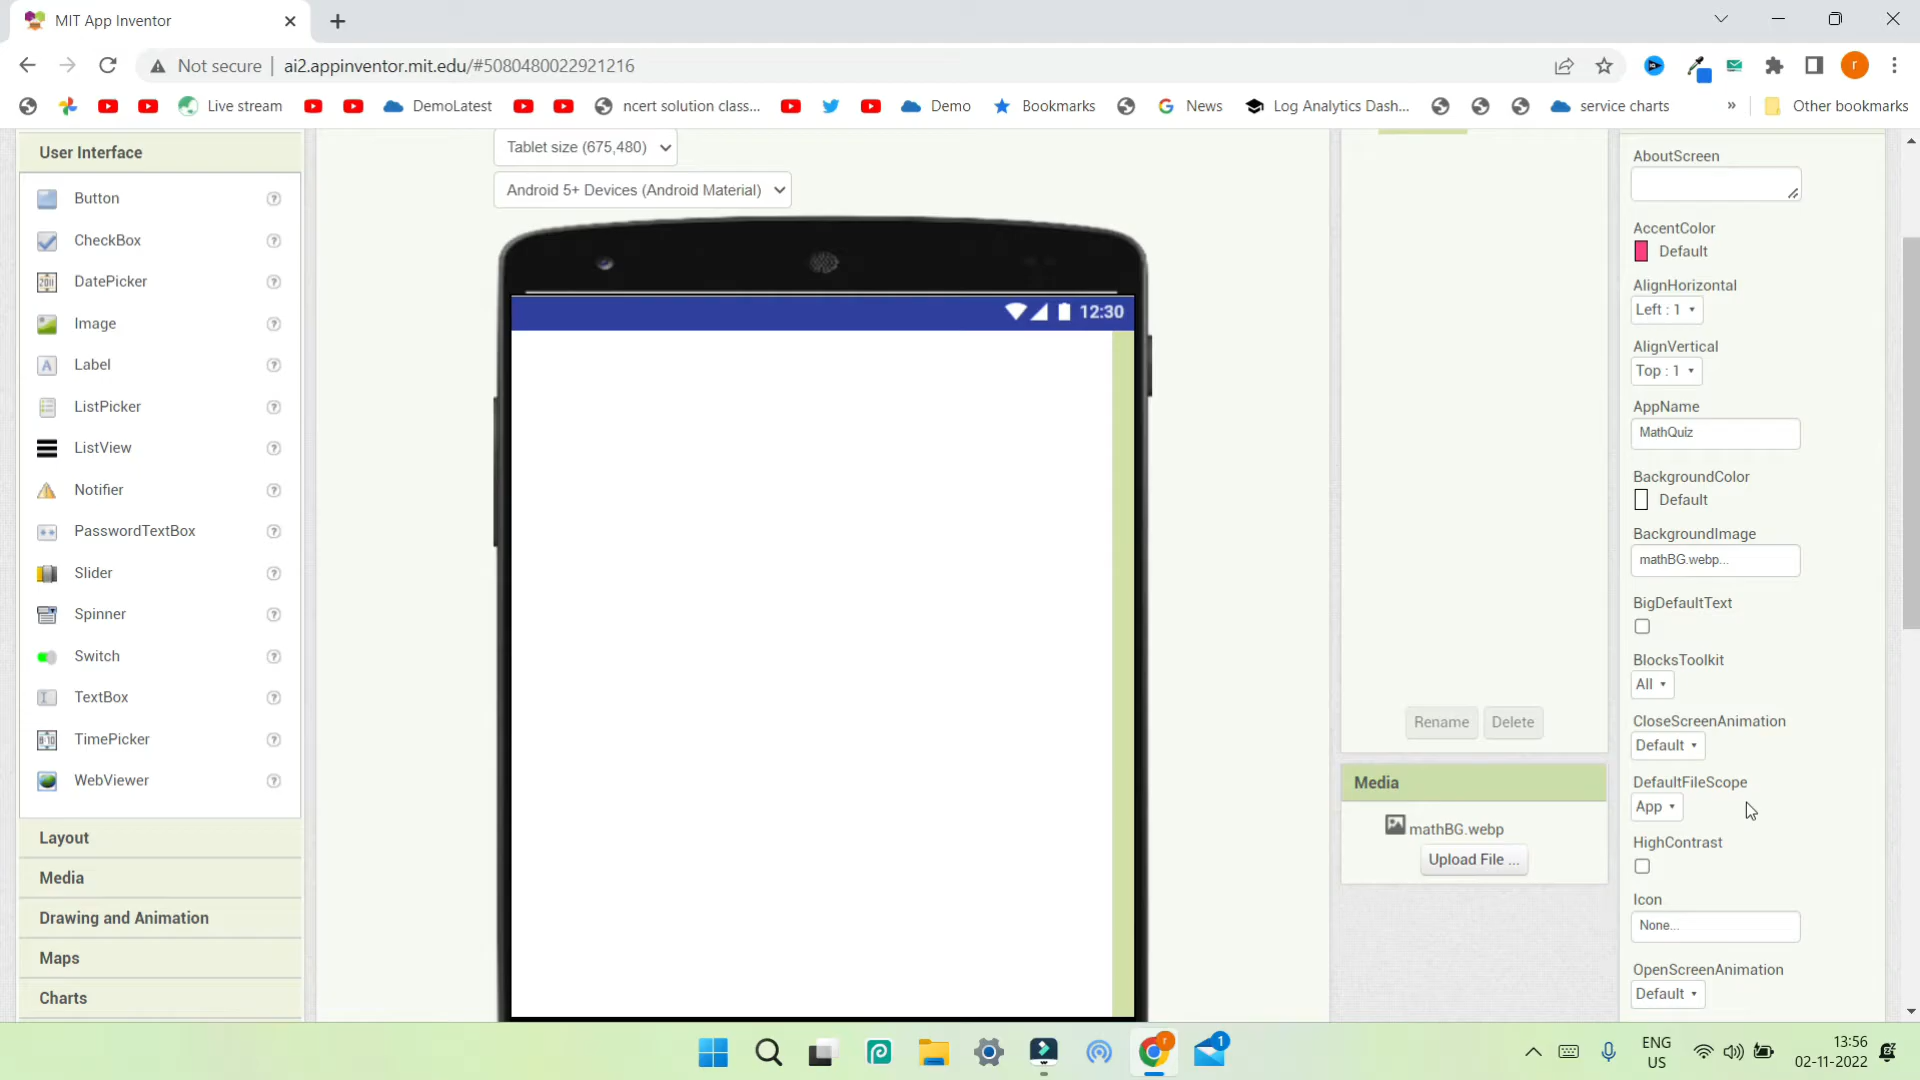 MIT App Inventor
Not secure
ai2.appinventor.mit.edu/#5080480022921216
r
Live stream
DemoLatest
ncert solution class...
Demo
Bookmarks
News
Log Analytics Dash...
service charts
»
Other bookmarks
User Interface
Button
CheckBox
DatePicker
Image
Label
ListPicker
ListView
Notifier
PasswordTextBox
Slider
Spinner
Switch
TextBox
TimePicker
WebViewer
Layout
Media
Drawing and Animation
Maps
Charts
Tablet size (675,480)
Android 5+ Devices (Android Material)
12:30
Rename
Delete
Media
mathBG.webp
Upload File ...
AboutScreen
AccentColor
Default
AlignHorizontal
Left : 1
AlignVertical
Top : 1
AppName
MathQuiz
BackgroundColor
Default
BackgroundImage
mathBG.webp...
BigDefaultText
BlocksToolkit
All
CloseScreenAnimation
Default
DefaultFileScope
App
HighContrast
Icon
None...
OpenScreenAnimation
Default
1
ENG
US
13:56
02-11-2022